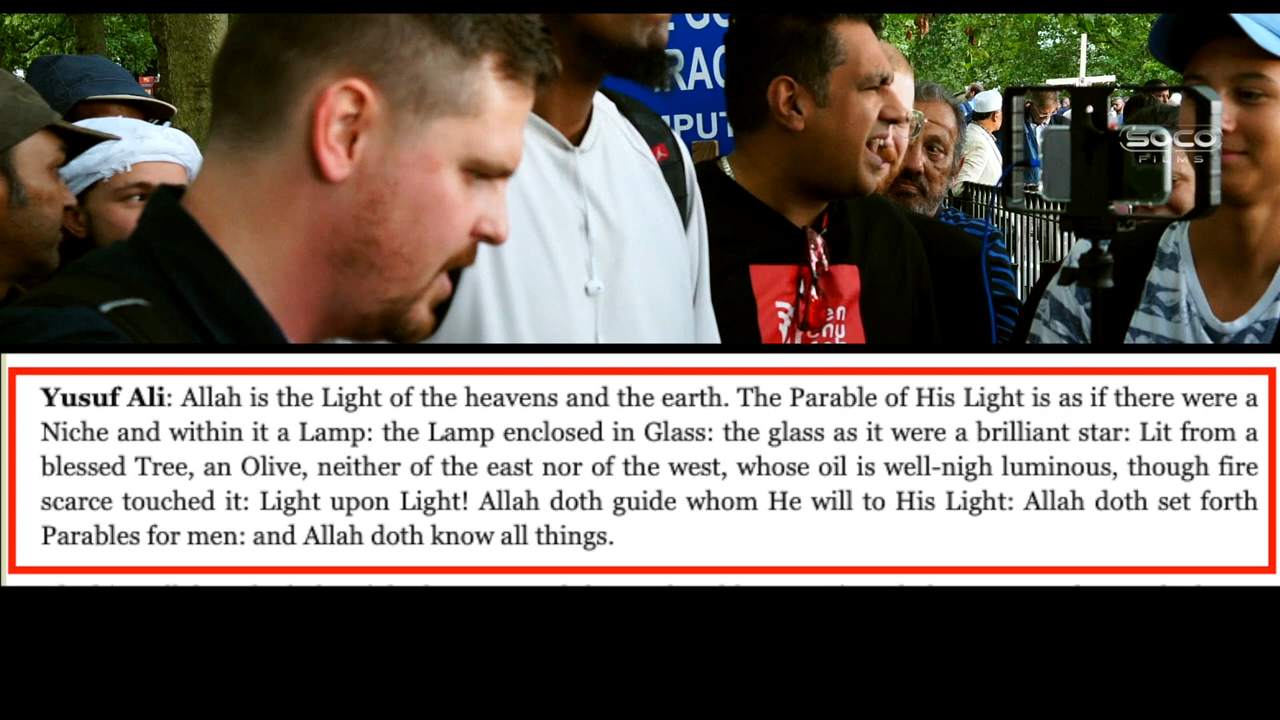 RAC
IPUT
SOCO
FILMS
en
Yusuf Ali: Allah is the Light of the heavens and the earth. The Parable of His Light is as if there were a
Niche and within it a Lamp: the Lamp enclosed in Glass: the glass as it were a brilliant star: Lit from a
blessed Tree, an Olive, neither of the east nor of the west, whose oil is well-nigh luminous, though fire
scarce touched it: Light upon Light! Allah doth guide whom He will to His Light: Allah doth set forth
Parables for men: and Allah doth know all things.